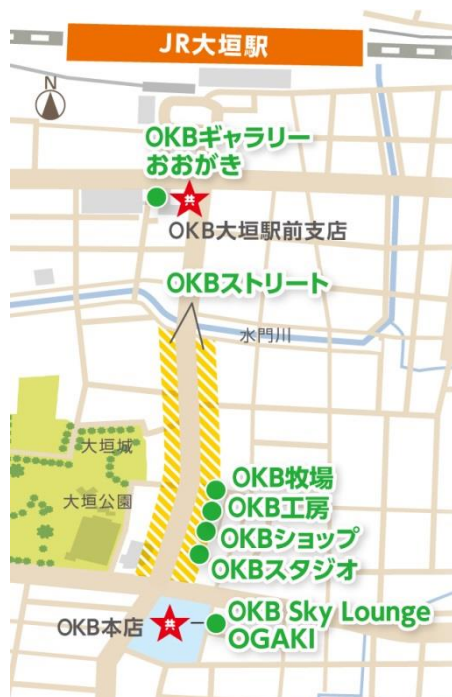 JR大垣駅
N
OKBギャラリー
おおがき
共
OKB大垣駅前支店
OKBストリート
水門川
大垣城
大垣公園
OKB牧場
OKB工房
OKBショップ
OKBスタジオ
OKB本店
共
OKB Sky Lounge
OGAKI